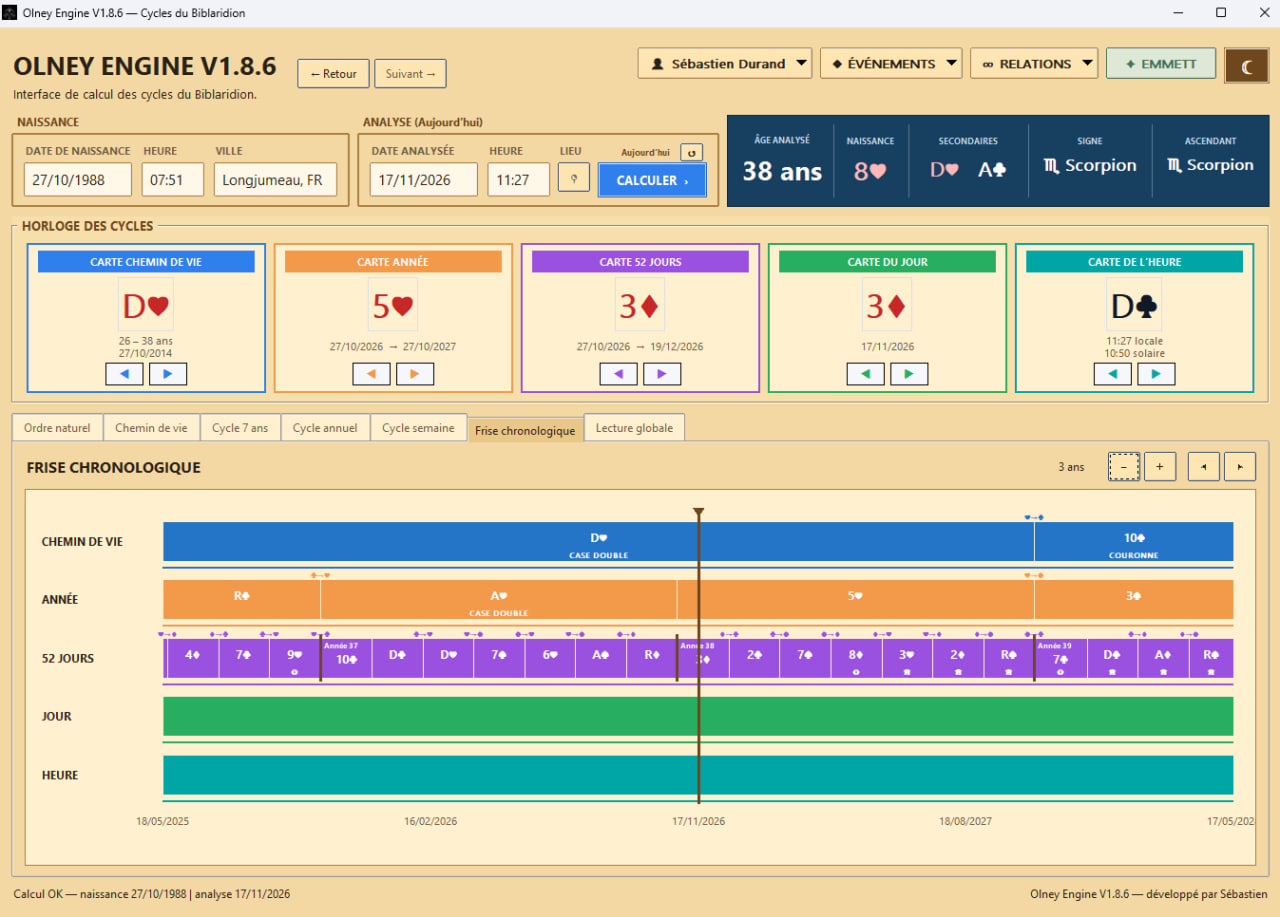 Olney Engine V1.8.6 — Cycles du Biblaridion
OLNEY ENGINE V1.8.6
← Retour
Suivant →
Sébastien Durand
ÉVÉNEMENTS
∞ RELATIONS
EMMETT
Interface de calcul des cycles du Biblaridion.
NAISSANCE
DATE DE NAISSANCE HEURE VILLE
27/10/1988 07:51 Longjumeau, FR
ANALYSE (Aujourd'hui)
DATE ANALYSÉE HEURE LIEU Aujourd'hui
17/11/2026 11:27 CALCULER ›
ÂGE ANALYSÉ NAISSANCE SECONDAIRES SIGNE ASCENDANT
38 ans 8♥ D♥ A♣ ♏ Scorpion ♏ Scorpion
HORLOGE DES CYCLES
CARTE CHEMIN DE VIE
D♥
26 – 38 ans
27/10/2014
CARTE ANNÉE
5♥
27/10/2026 → 27/10/2027
CARTE 52 JOURS
3♦
27/10/2026 → 19/12/2026
CARTE DU JOUR
3♦
17/11/2026
CARTE DE L'HEURE
D♣
11:27 locale
10:50 solaire
Ordre naturel Chemin de vie Cycle 7 ans Cycle annuel Cycle semaine Frise chronologique Lecture globale
FRISE CHRONOLOGIQUE
3 ans − +
CHEMIN DE VIE
D♥
CASE DOUBLE
10♠
COURONNE
ANNÉE
R♣
A♥
CASE DOUBLE
5♥
3♣
52 JOURS
Année 37 Année 38 Année 39
4♦ 7♣ 9♥ 10♣ D♣ D♥ 7♣ 6♥ A♣ R♦ 3♦ 2♣ 7♣ 8♦ 3♥ 2♦ R♣ 7♣ D♣ A♦ R♣
JOUR
HEURE
18/05/2025 16/02/2026 17/11/2026 18/08/2027 17/05/202
Calcul OK — naissance 27/10/1988 | analyse 17/11/2026
Olney Engine V1.8.6 — développé par Sébastien